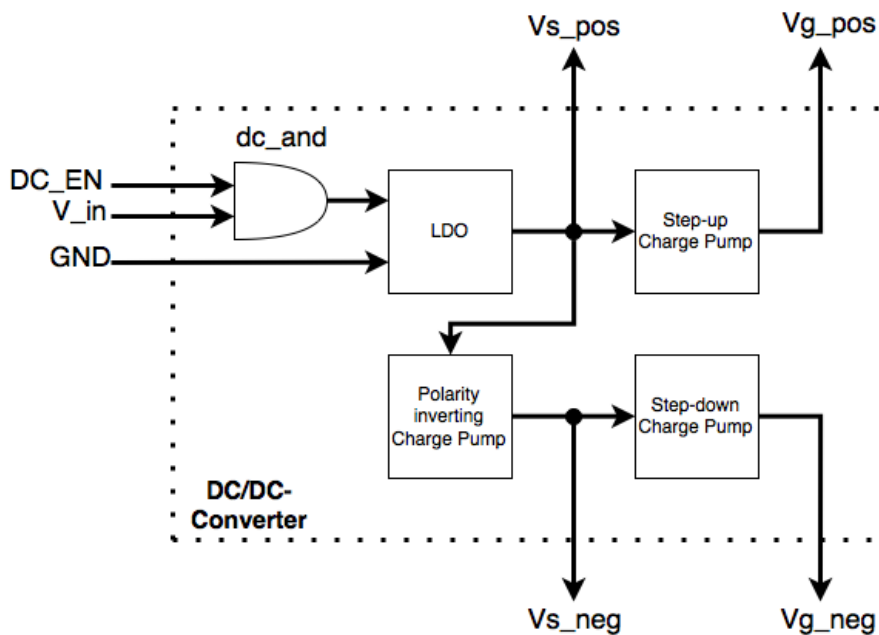 Vs_pos
Vg_pos
dc_and
DC_EN
V_in
GND
LDO
Step-up
Charge Pump
Polarity
inverting
Charge Pump
Step-down
Charge Pump
DC/DC-
Converter
Vs_neg
Vg_neg